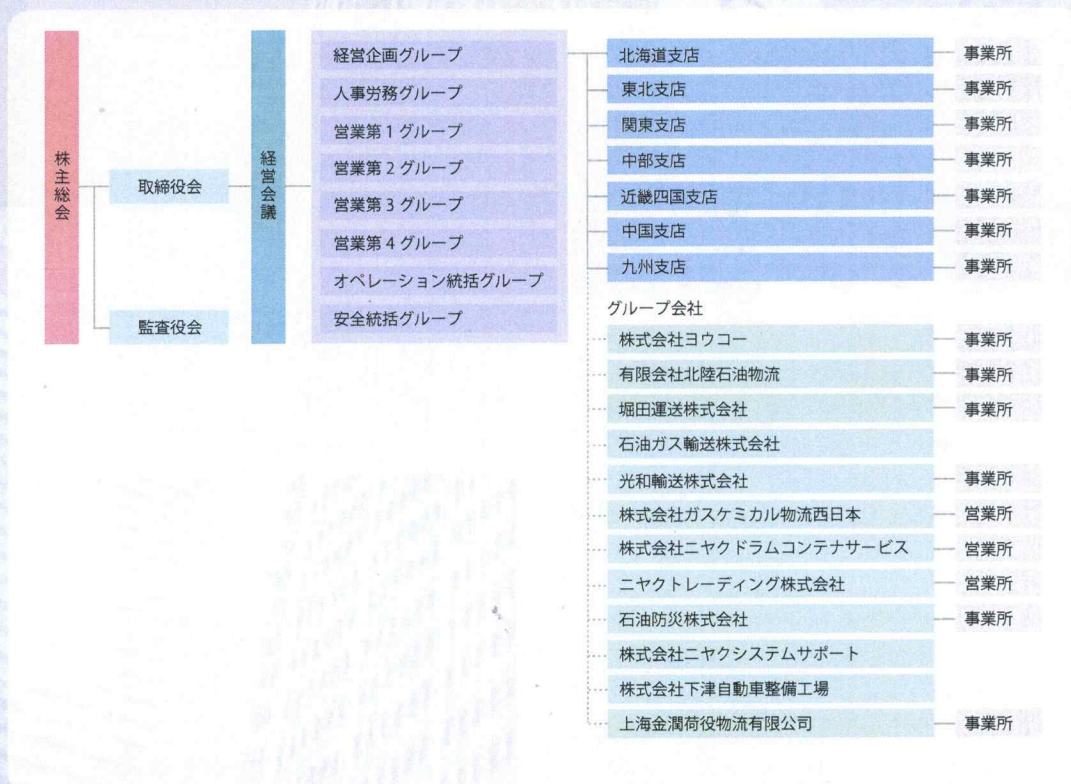 株主総会
取締役会
監査役会
経営会議
経営企画グループ
人事労務グループ
営業第1グループ
営業第2グループ
営業第3グループ
営業第4グループ
オペレーション統括グループ
安全統括グループ
北海道支店 事業所
東北支店 事業所
関東支店 事業所
中部支店 事業所
近畿四国支店 事業所
中国支店 事業所
九州支店 事業所
グループ会社
株式会社ヨウコー 事業所
有限会社北陸石油物流 事業所
堀田運送株式会社 事業所
石油ガス輸送株式会社
光和輸送株式会社 事業所
株式会社ガスケミカル物流西日本 営業所
株式会社ニヤクドラムコンテナサービス 営業所
ニヤクトレーディング株式会社 営業所
石油防災株式会社 事業所
株式会社ニヤクシステムサポート
株式会社下津自動車整備工場
上海金潤荷役物流有限公司 事業所